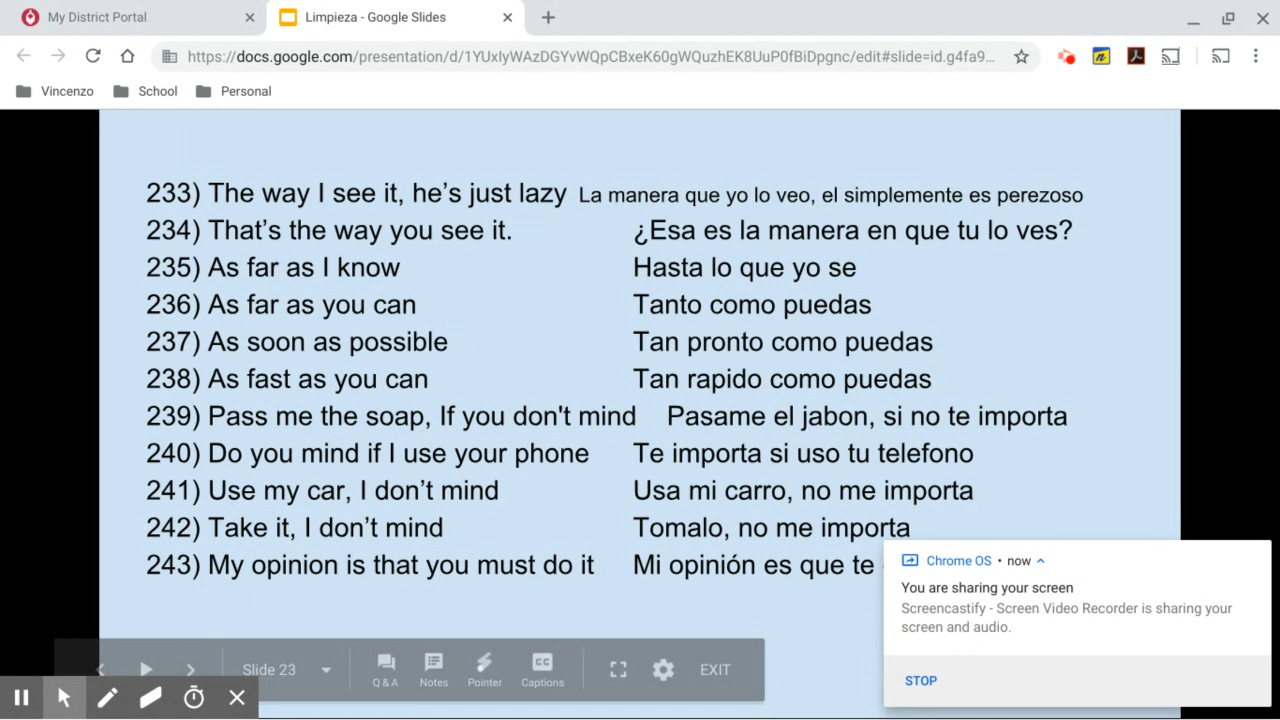 My District Portal
Limpieza - Google Slides
https://docs.google.com/presentation/d/1YUxlyWAzDGYvWQpCBxeK60gWQuzhEK8UuP0fBiDpgnc/edit#slide=id.g4fa9...
Vincenzo School Personal
233) The way I see it, he's just lazy La manera que yo lo veo, el simplemente es perezoso
234) That's the way you see it. ¿Esa es la manera en que tu lo ves?
235) As far as I know Hasta lo que yo se
236) As far as you can Tanto como puedas
237) As soon as possible Tan pronto como puedas
238) As fast as you can Tan rapido como puedas
239) Pass me the soap, If you don't mind Pasame el jabon, si no te importa
240) Do you mind if I use your phone Te importa si uso tu telefono
241) Use my car, I don't mind Usa mi carro, no me importa
242) Take it, I don't mind Tomalo, no me importa
243) My opinion is that you must do it Mi opinión es que te
Chrome OS • now
You are sharing your screen
Screencastify - Screen Video Recorder is sharing your
screen and audio.
STOP
Slide 23 Q & A Notes Pointer CC Captions EXIT